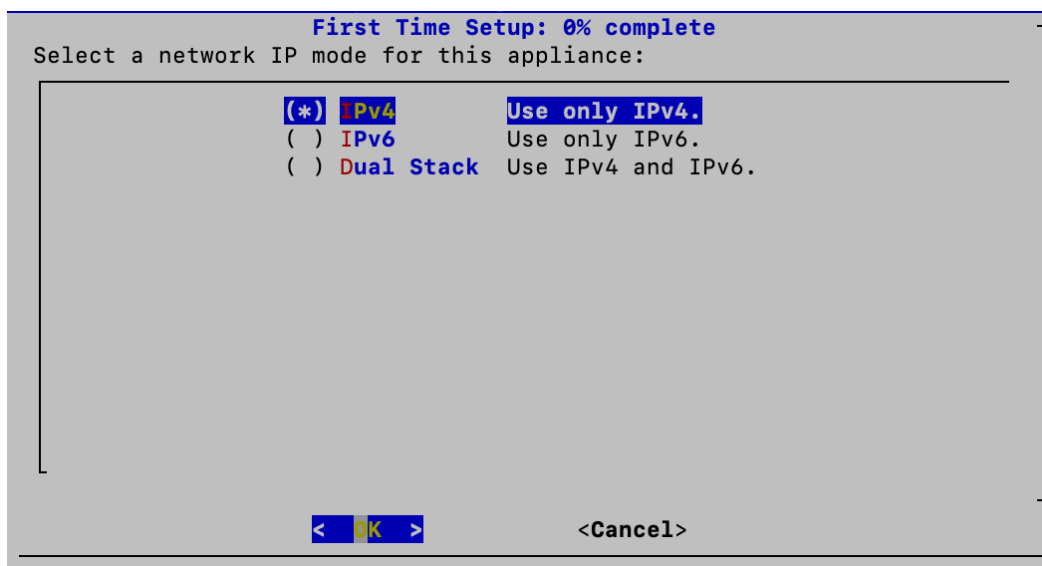 First Time Setup: 0% complete
Select a network IP mode for this appliance:
(*) IPv4 Use only IPv4.
( ) IPv6 Use only IPv6.
( ) Dual Stack Use IPv4 and IPv6.
< OK > <Cancel>